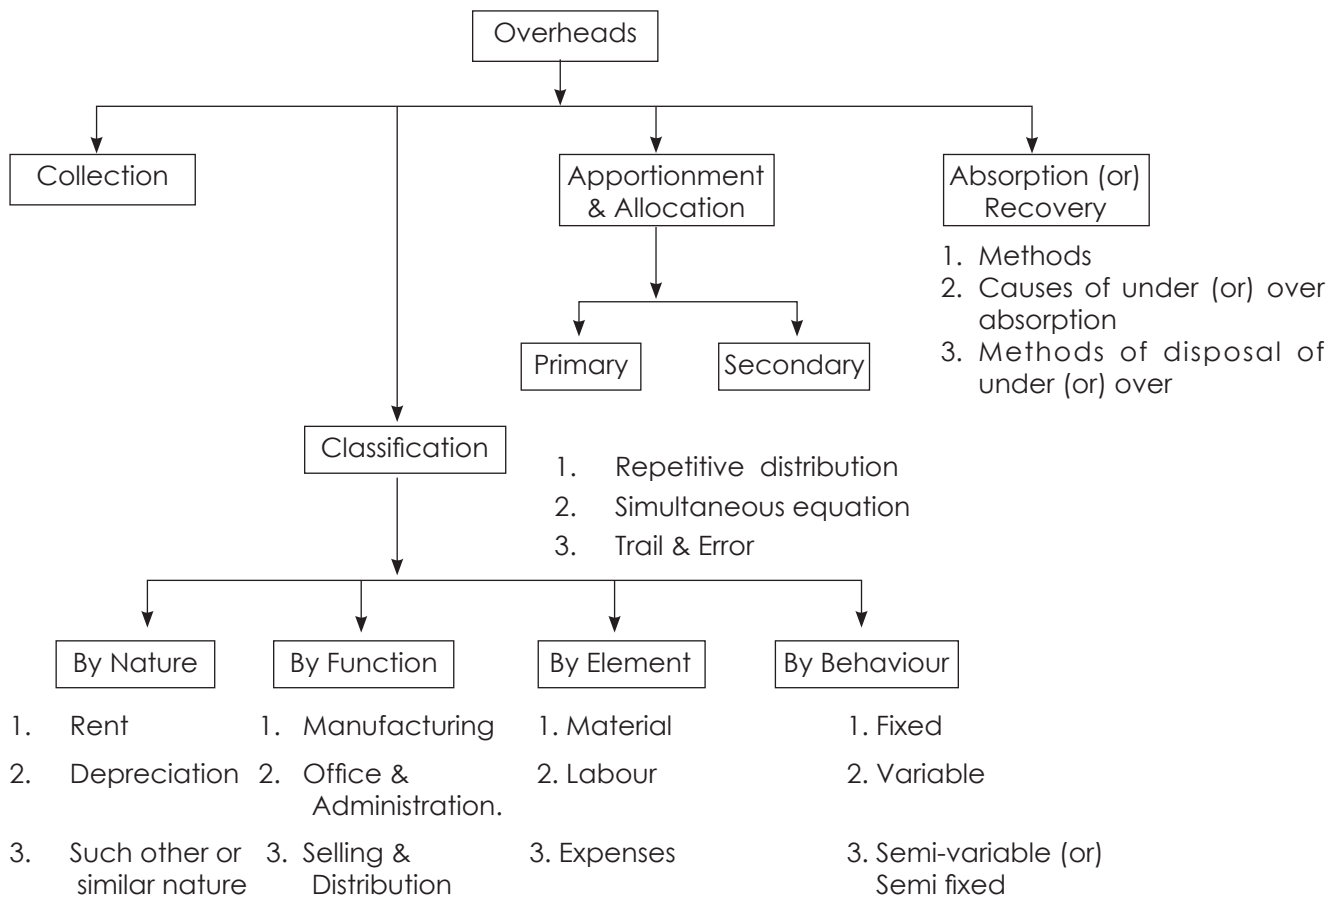 Overheads
Collection
Apportionment
& Allocation
Absorption (or)
Recovery
1. Methods
2. Causes of under (or) over
absorption
3. Methods of disposal of
under (or) over
Primary
Secondary
Classification
1. Repetitive distribution
2. Simultaneous equation
3. Trail & Error
By Nature
By Function
By Element
By Behaviour
1. Rent
2. Depreciation
3. Such other or
similar nature
1. Manufacturing
2. Office &
Administration.
3. Selling &
Distribution
1. Material
2. Labour
3. Expenses
1. Fixed
2. Variable
3. Semi-variable (or)
Semi fixed